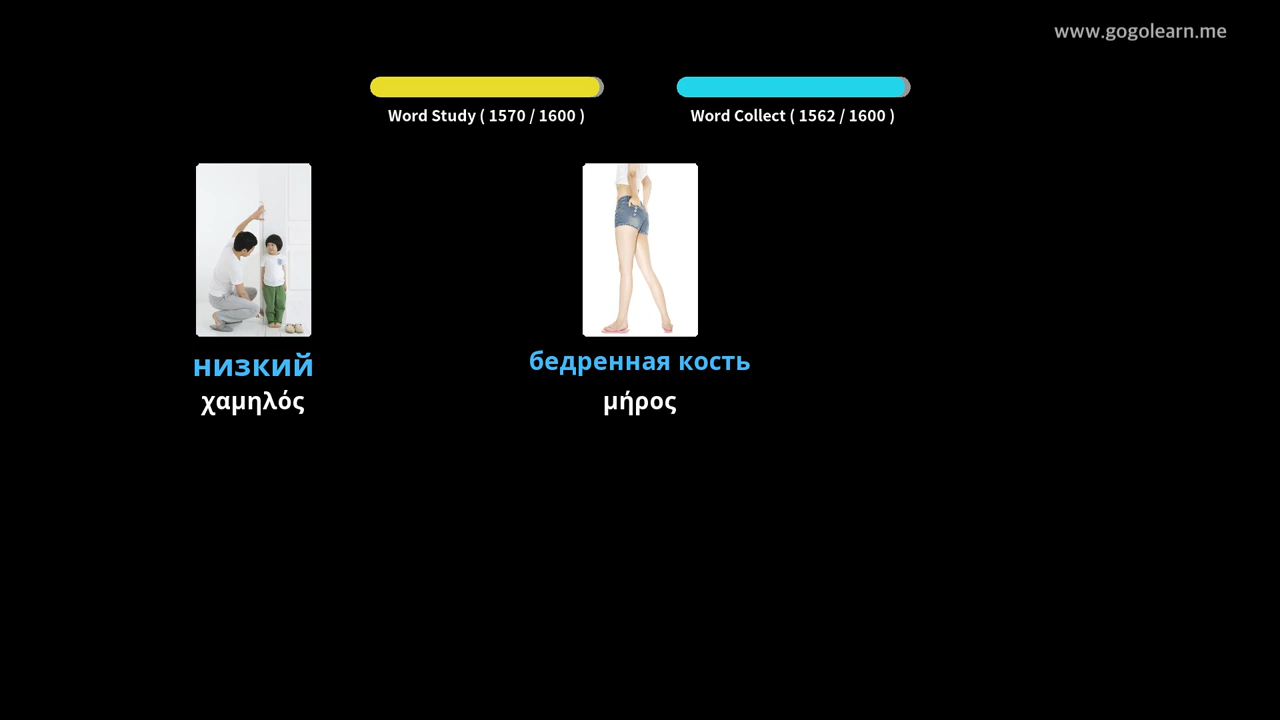 www.gogolearn.me
Word Study ( 1570 / 1600 )
Word Collect ( 1562 / 1600 )
низкий
χαμηλός
бедренная кость
μήρος